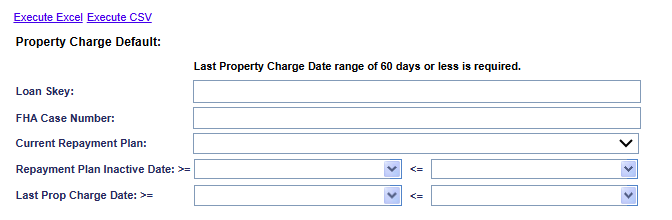 Execute Excel Execute CSV
Property Charge Default:
Last Property Charge Date range of 60 days or less is required.
Loan Skey:
FHA Case Number:
Current Repayment Plan:
Repayment Plan Inactive Date: >= <=
Last Prop Charge Date: >= <=